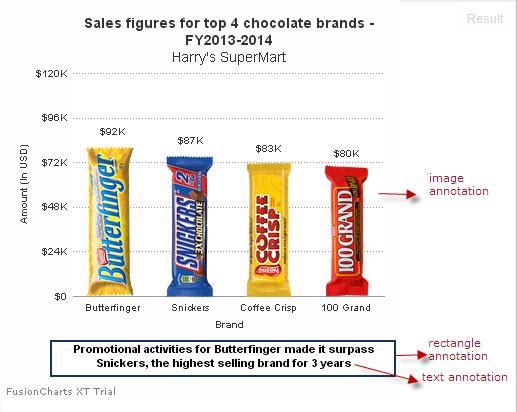 Result
Sales figures for top 4 chocolate brands -
FY2013-2014
Harry's SuperMart
$120K
$96K
$92K
$87K
$83K
$80K
$72K
$48K
$24K
$0
Amount (In USD)
Butterfinger
SNICKERS
2
3X CHOCOLATE
COFFEE
CRISP
100 GRAND
image
annotation
Butterfinger Snickers Coffee Crisp 100 Grand
Brand
Promotional activities for Butterfinger made it surpass
Snickers, the highest selling brand for 3 years
rectangle
annotation
text annotation
FusionCharts XT Trial